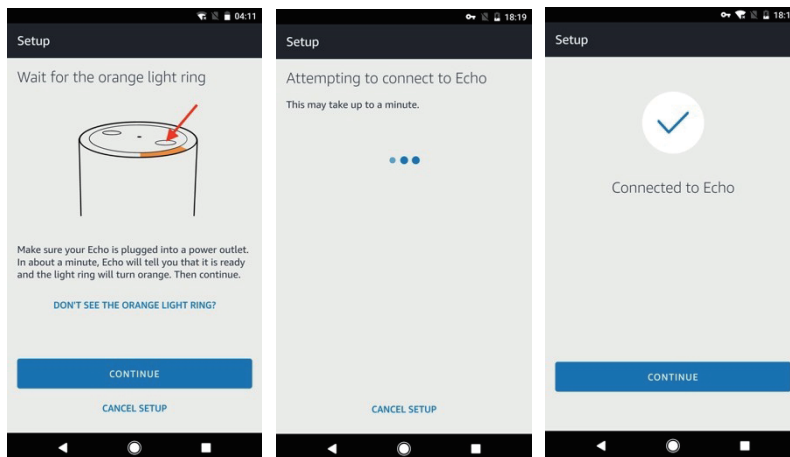 04:11
Setup
Wait for the orange light ring
Make sure your Echo is plugged into a power outlet.
In about a minute, Echo will tell you that it is ready
and the light ring will turn orange. Then continue.
DON'T SEE THE ORANGE LIGHT RING?
CONTINUE
CANCEL SETUP
18:19
Setup
Attempting to connect to Echo
This may take up to a minute.
CANCEL SETUP
Setup
Connected to Echo
CONTINUE